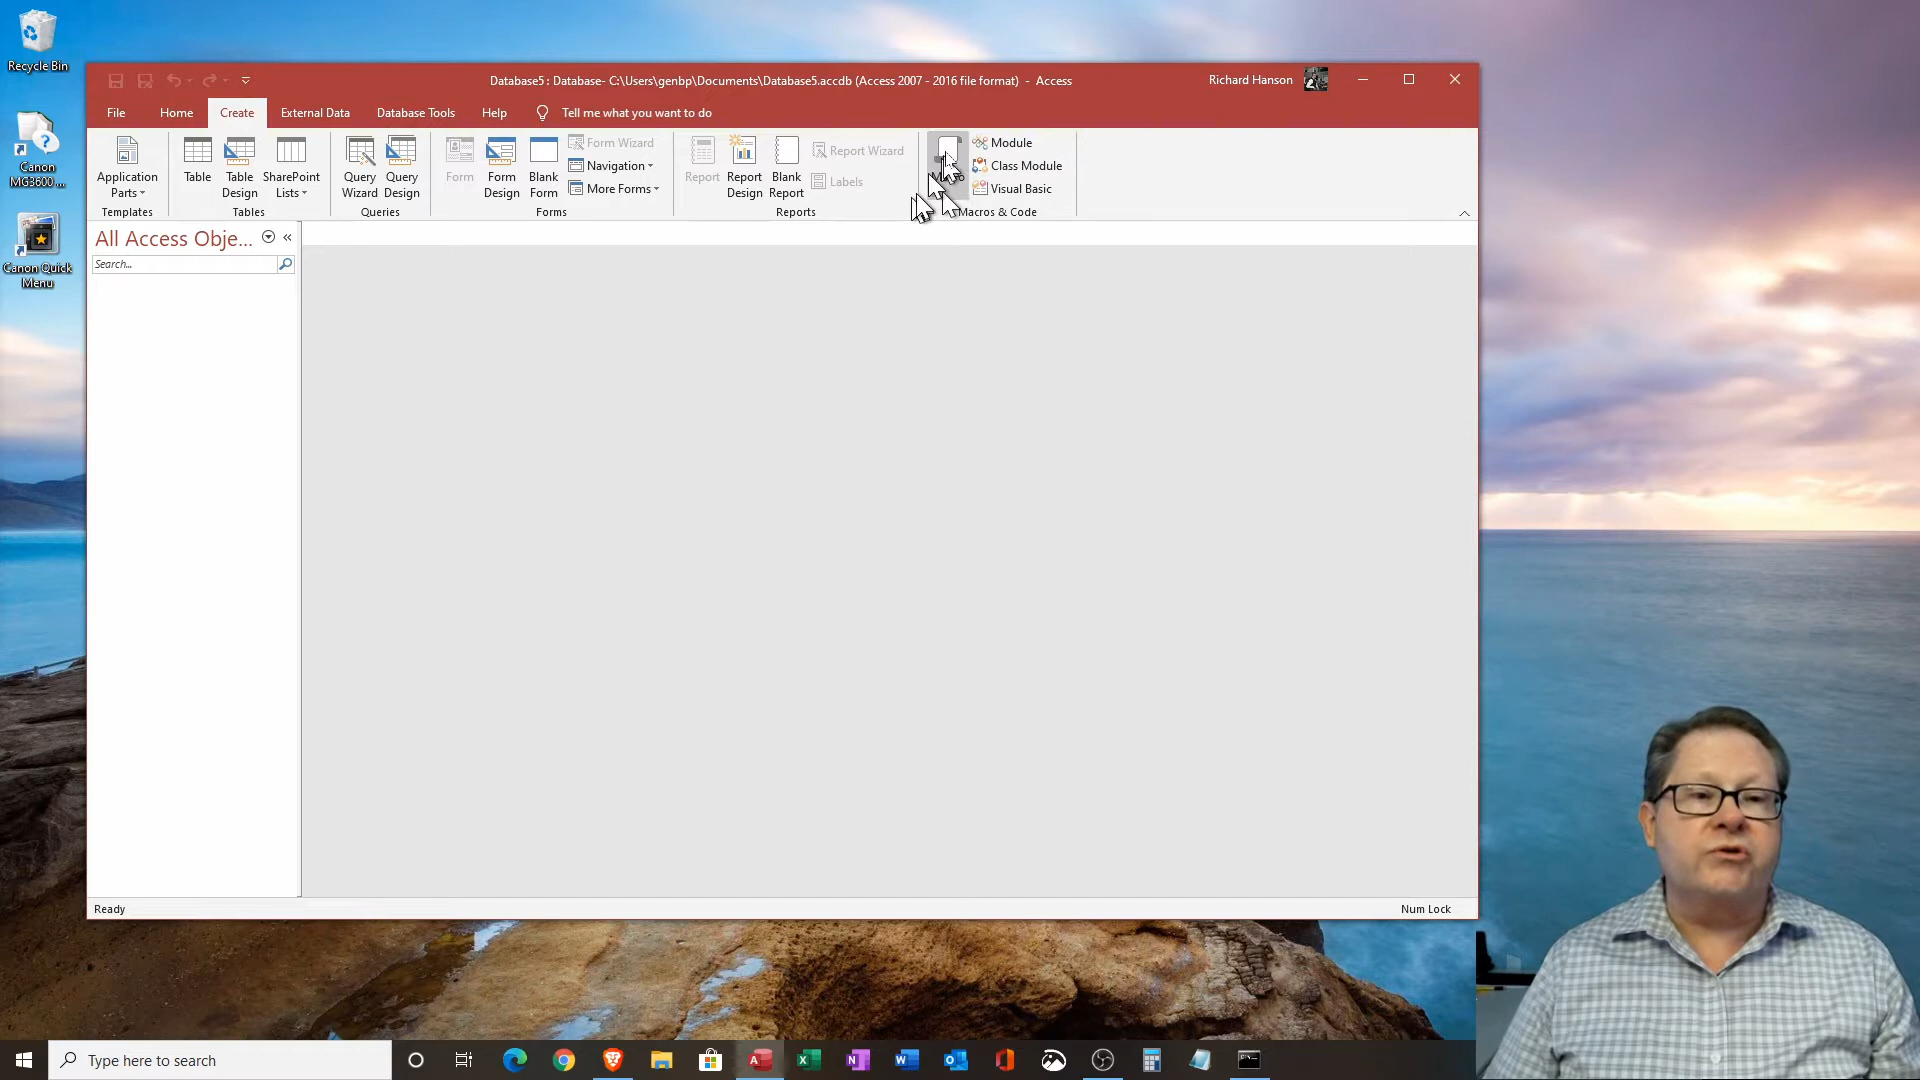 Recycle Bin
Canon
MG3600 ...
Canon Quick
Menu
Database5 : Database- C:\Users\genbp\Documents\Database5.accdb (Access 2007 - 2016 file format) - Access
Richard Hanson
File
Home
Create
External Data
Database Tools
Help
Tell me what you want to do
Application
Parts
Templates
Table
Table
Design
SharePoint
Lists
Tables
Query
Wizard
Query
Design
Queries
Form
Form
Design
Blank
Form
Form Wizard
Navigation
More Forms
Forms
Report
Report
Design
Blank
Report
Report Wizard
Labels
Reports
Module
Class Module
Visual Basic
Macros & Code
All Access Obje...
Search...
Ready
Num Lock
Type here to search